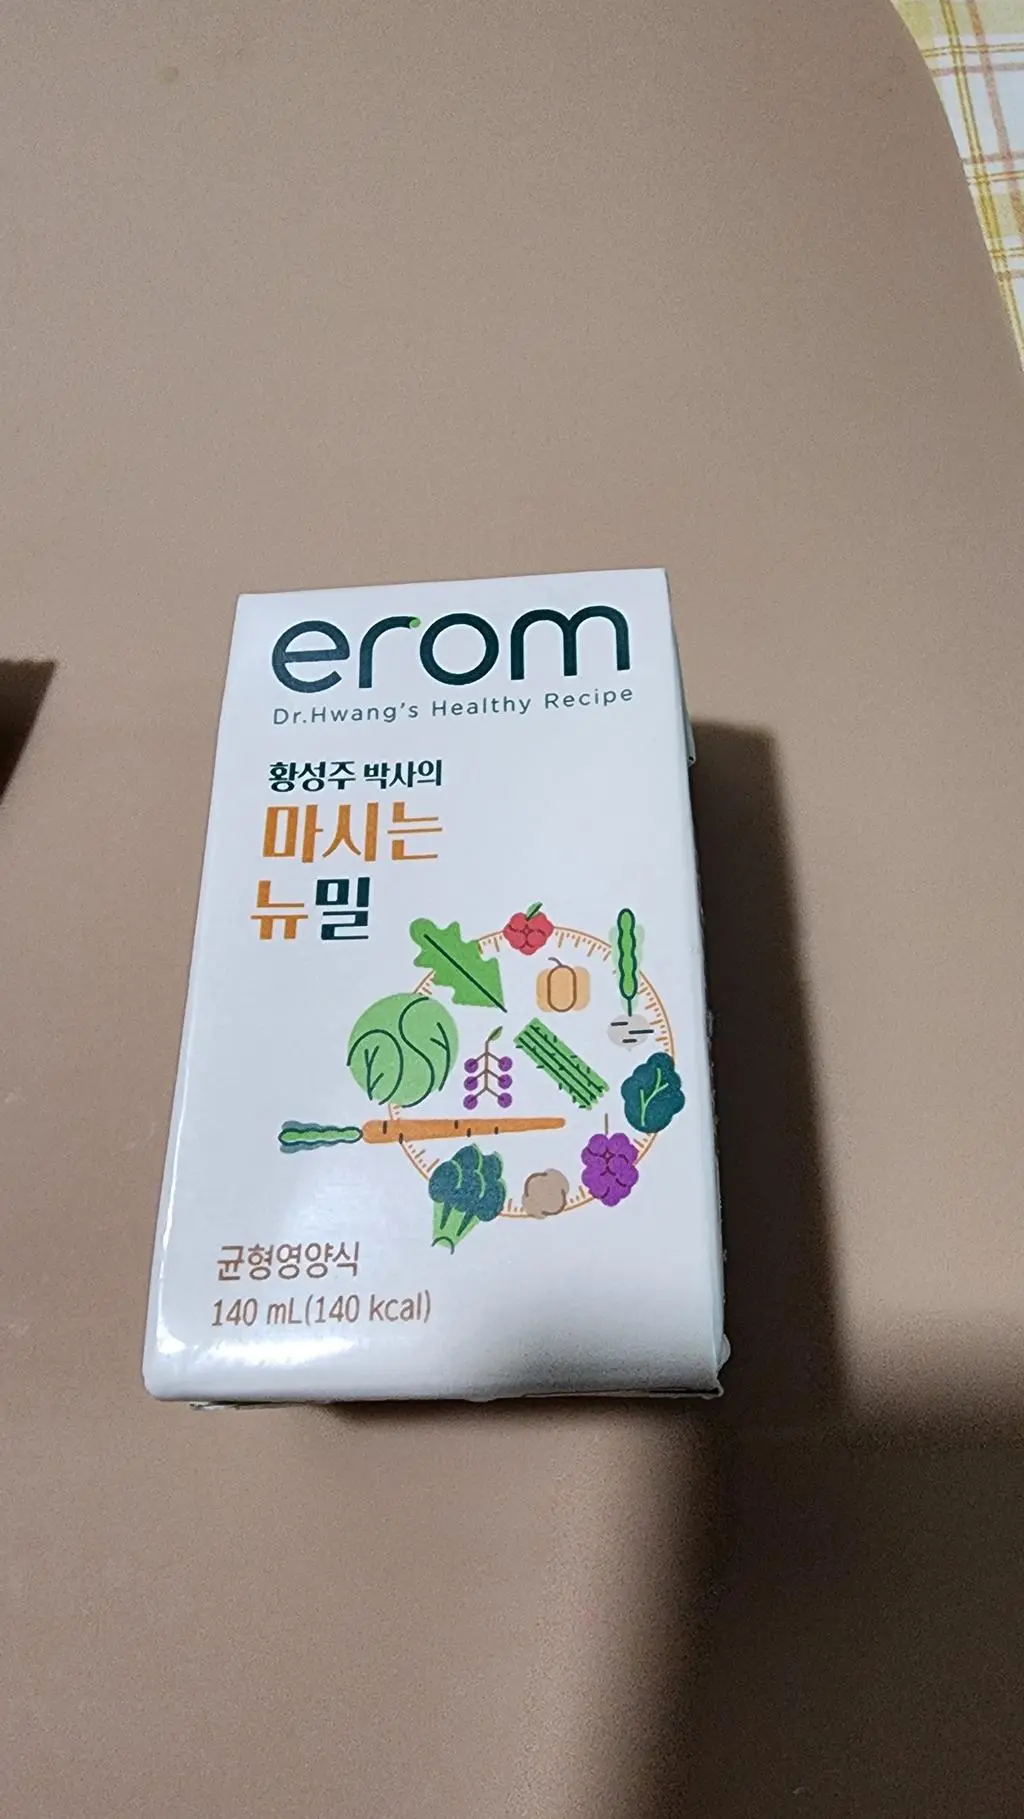 erom
Dr.Hwang's Healthy Recipe
황성주 박사의
마시는
뉴밀
균형영양식
140 mL(140 kcal)